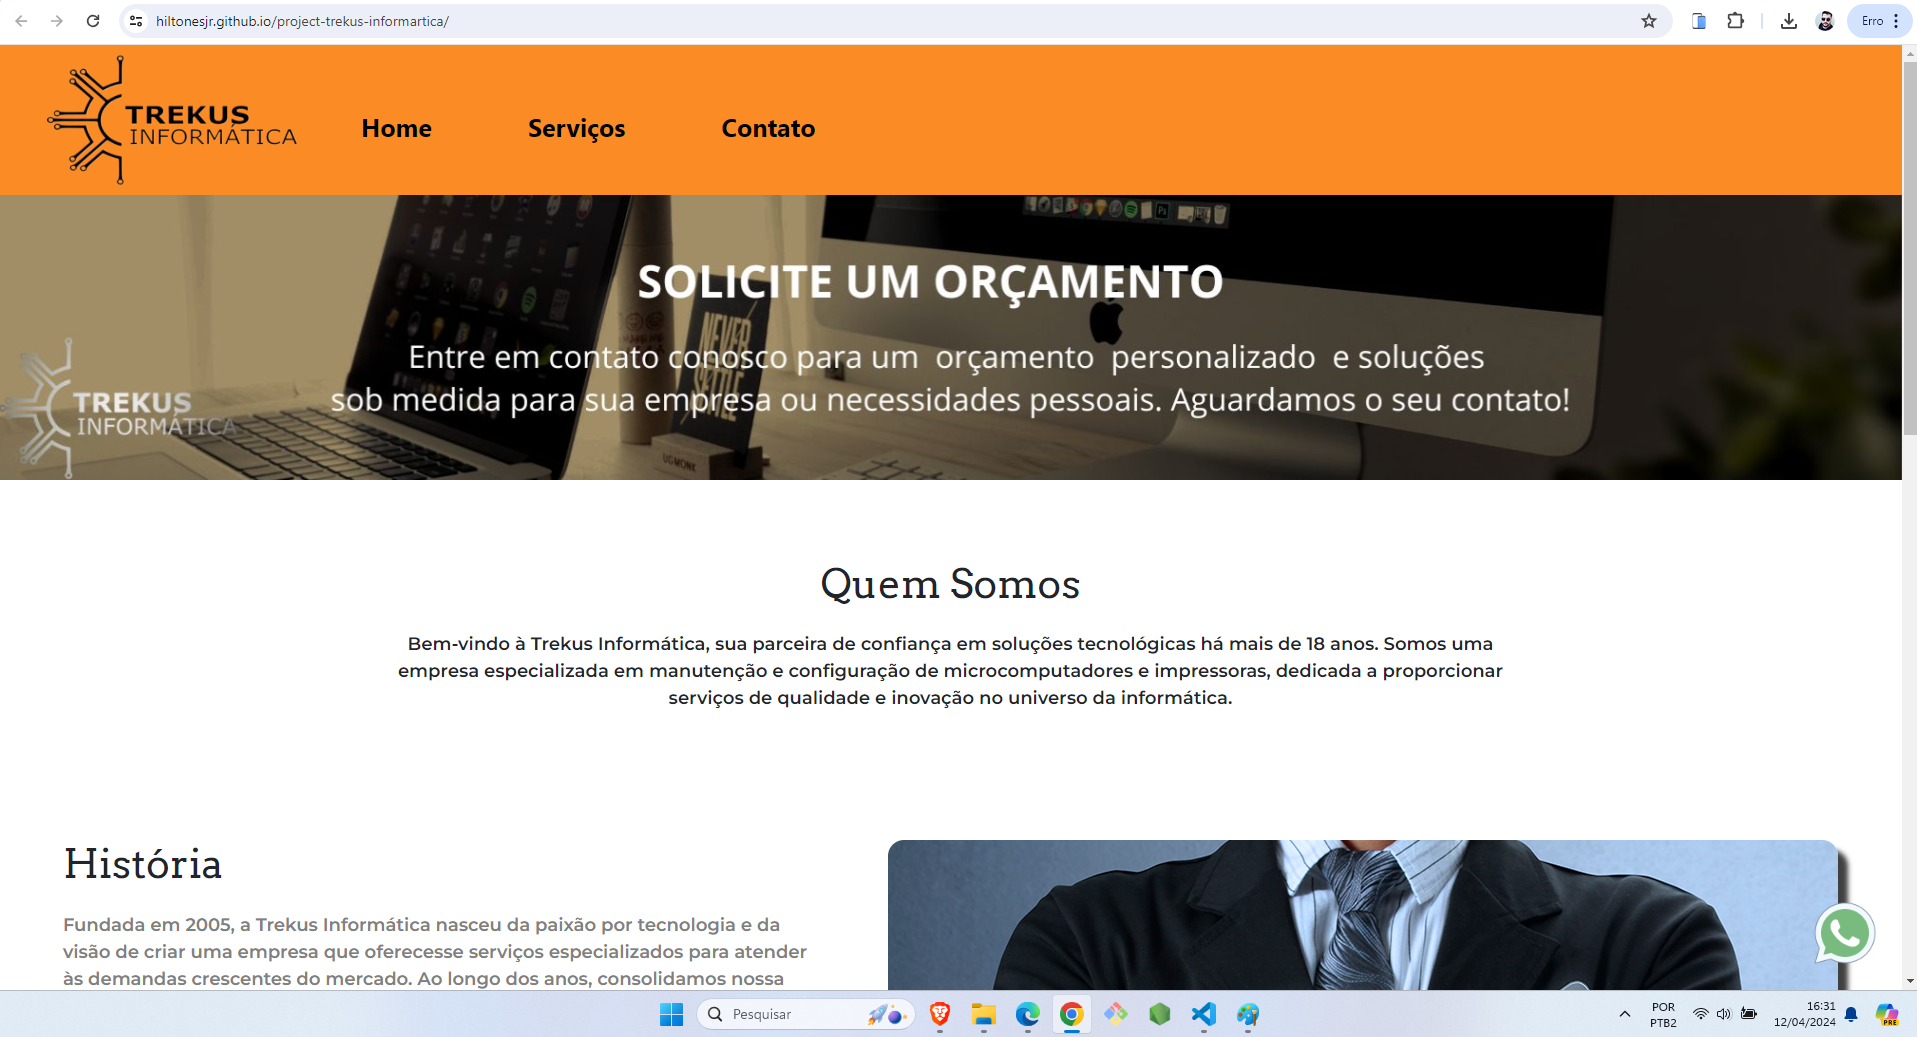 hiltonesjr.github.io/project-trekus-informartica/
Erro
TREKUS
INFORMÁTICA
Home
Serviços
Contato
SOLICITE UM ORÇAMENTO
NEVER
SETTLE
Entre em contato conosco para um orçamento personalizado e soluções
sob medida para sua empresa ou necessidades pessoais. Aguardamos o seu contato!
TREKUS
INFORMÁTICA
UGMONK
Quem Somos
Bem-vindo à Trekus Informática, sua parceira de confiança em soluções tecnológicas há mais de 18 anos. Somos uma
empresa especializada em manutenção e configuração de microcomputadores e impressoras, dedicada a proporcionar
serviços de qualidade e inovação no universo da informática.
História
Fundada em 2005, a Trekus Informática nasceu da paixão por tecnologia e da
visão de criar uma empresa que oferecesse serviços especializados para atender
às demandas crescentes do mercado. Ao longo dos anos, consolidamos nossa
Pesquisar
POR
PTB2
16:31
12/04/2024
PRE